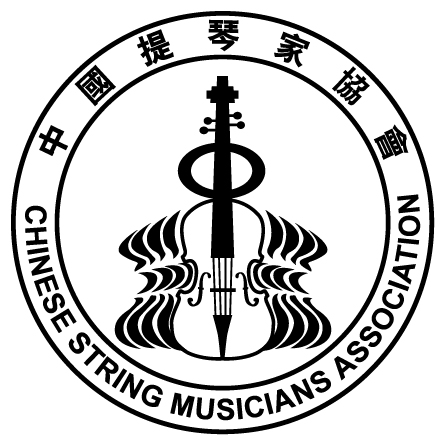 中國提琴家協會
CHINESE STRING MUSICIANS ASSOCIATION